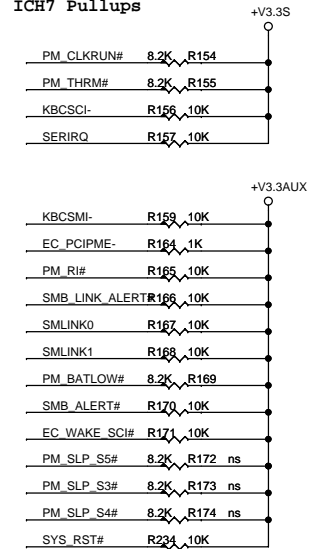 ICH7 Pullups
+V3.3S
PM_CLKRUN# 8.2K R154
PM_THRM# 8.2K R155
KBCSCI- R156 10K
SERIRQ R157 10K
+V3.3AUX
KBCSMI- R159 10K
EC_PCIPME- R164 1K
PM_RI# R165 10K
SMB_LINK_ALERT# R166 10K
SMLINK0 R167 10K
SMLINK1 R168 10K
PM_BATLOW# 8.2K R169
SMB_ALERT# R170 10K
EC_WAKE_SCI# R171 10K
PM_SLP_S5# 8.2K R172 ns
PM_SLP_S3# 8.2K R173 ns
PM_SLP_S4# 8.2K R174 ns
SYS_RST# R234 10K